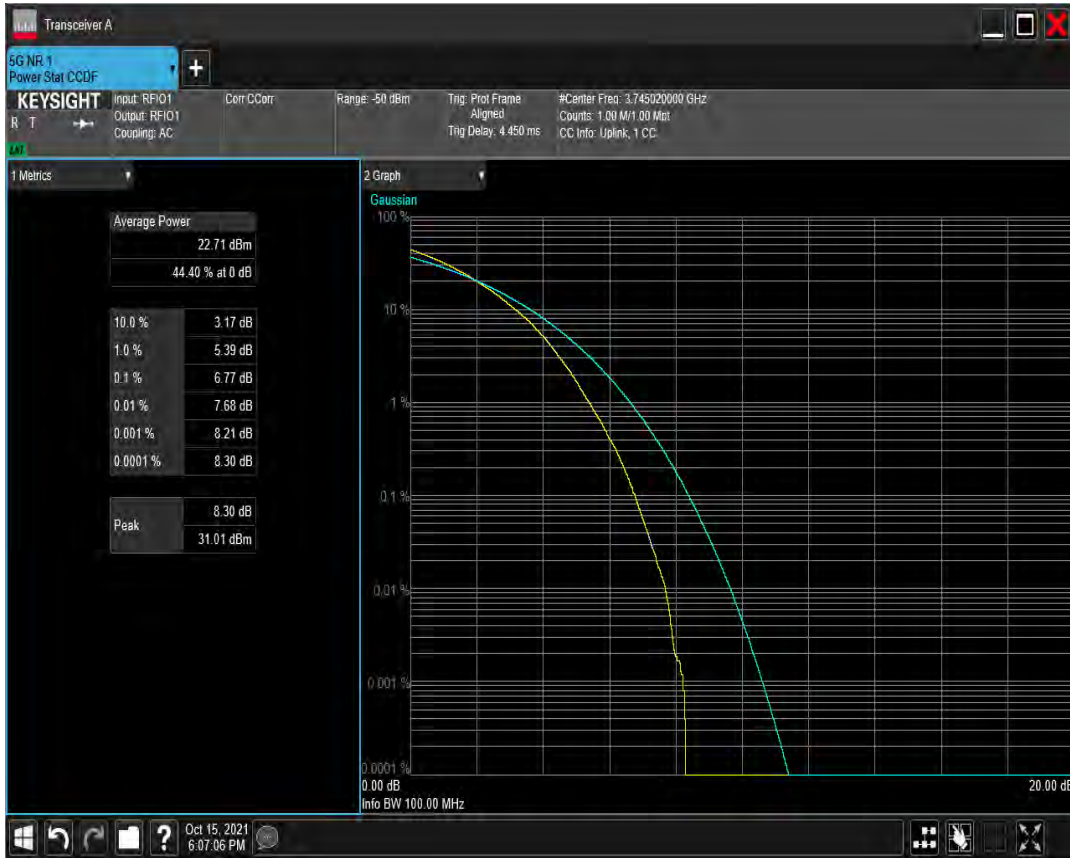 Transceiver A
5G NR 1
Power Stat CCDF
+
KEYSIGHT
R T
LXI
Input: RFIO1
Output: RFIO1
Coupling: AC
Corr CCorr
Range: -50 dBm
Trig: Prot Frame
Aligned
Trig Delay: 4.450 ms
#Center Freq: 3.745020000 GHz
Counts: 1.00 M/1.00 Mpt
CC Info: Uplink, 1 CC
1 Metrics
Average Power
22.71 dBm
44.40 % at 0 dB
10.0 % 3.17 dB
1.0 % 5.39 dB
0.1 % 6.77 dB
0.01 % 7.68 dB
0.001 % 8.21 dB
0.0001 % 8.30 dB
Peak 8.30 dB
31.01 dBm
2 Graph
Gaussian
100 %
10 %
1 %
0.1 %
0.01 %
0.001 %
0.0001 %
0.00 dB 20.00 dB
Info BW 100.00 MHz
? Oct 15, 2021
6:07:06 PM